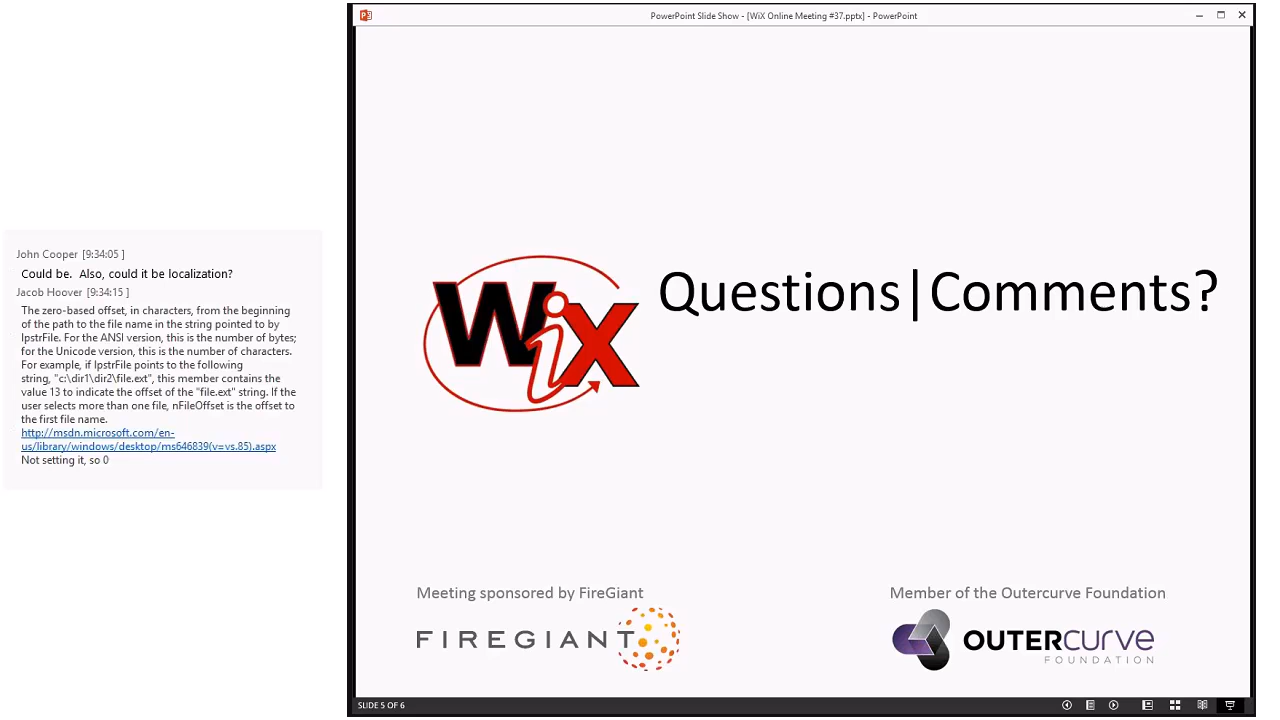 PowerPoint Slide Show - [WiX Online Meeting #37.pptx] - PowerPoint
John Cooper [9:34:05 ]
Could be. Also, could it be localization?
Jacob Hoover [9:34:15 ]
The zero-based offset, in characters, from the beginning
of the path to the file name in the string pointed to by
lpstrFile. For the ANSI version, this is the number of bytes;
for the Unicode version, this is the number of characters.
For example, if lpstrFile points to the following
string, "c:\dir1\dir2\file.ext", this member contains the
value 13 to indicate the offset of the "file.ext" string. If the
user selects more than one file, nFileOffset is the offset to
the first file name.
http://msdn.microsoft.com/en-
us/library/windows/desktop/ms646839(v=vs.85).aspx
Not setting it, so 0
WiX
Questions|Comments?
Meeting sponsored by FireGiant
FIREGIANT
Member of the Outercurve Foundation
OUTERCURVE
FOUNDATION
SLIDE 5 OF 6